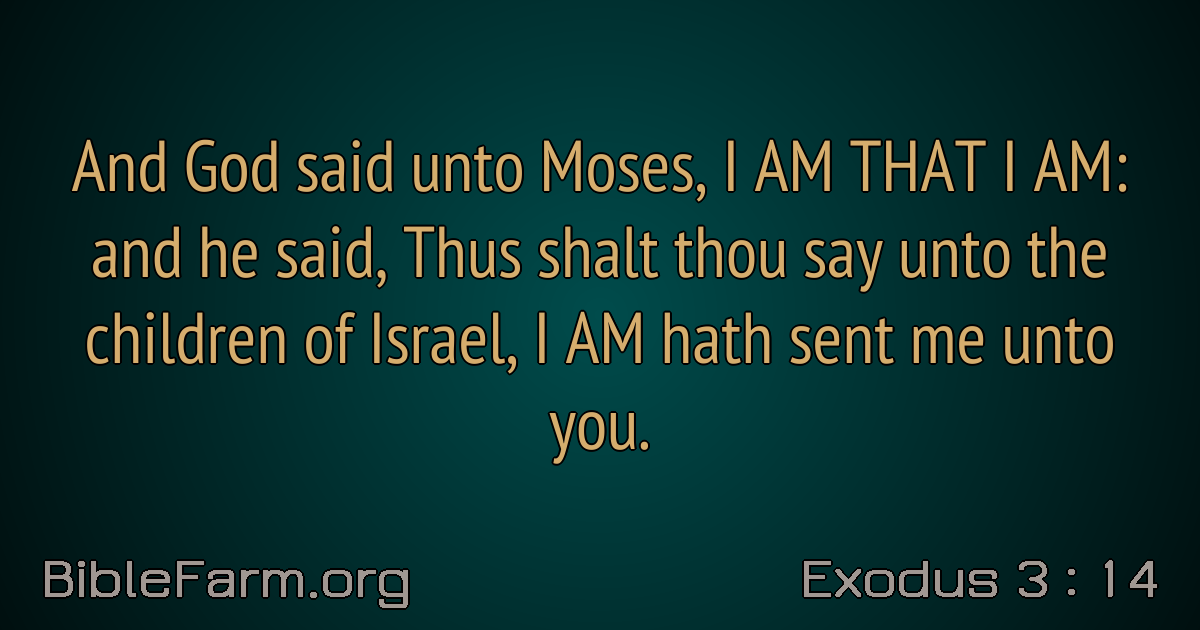 And God said unto Moses, I AM THAT I AM:
and he said, Thus shalt thou say unto the
children of Israel, I AM hath sent me unto
you.
BibleFarm.org
Exodus 3 : 14